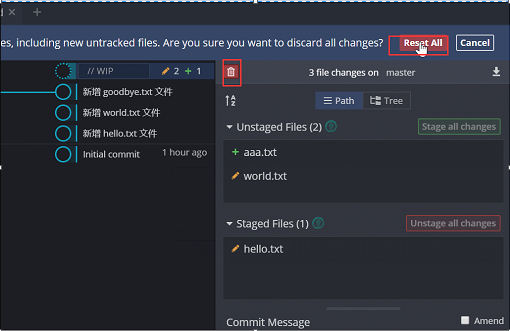 es, including new untracked files. Are you sure you want to discard all changes? Reset All Cancel
// WIP 2 + 1
新增 goodbye.txt 文件
新增 world.txt 文件
新增 hello.txt 文件
Initial commit 1 hour ago
3 file changes on master
Path Tree
Unstaged Files (2) Stage all changes
+ aaa.txt
world.txt
Staged Files (1) Unstage all changes
hello.txt
Commit Message Amend